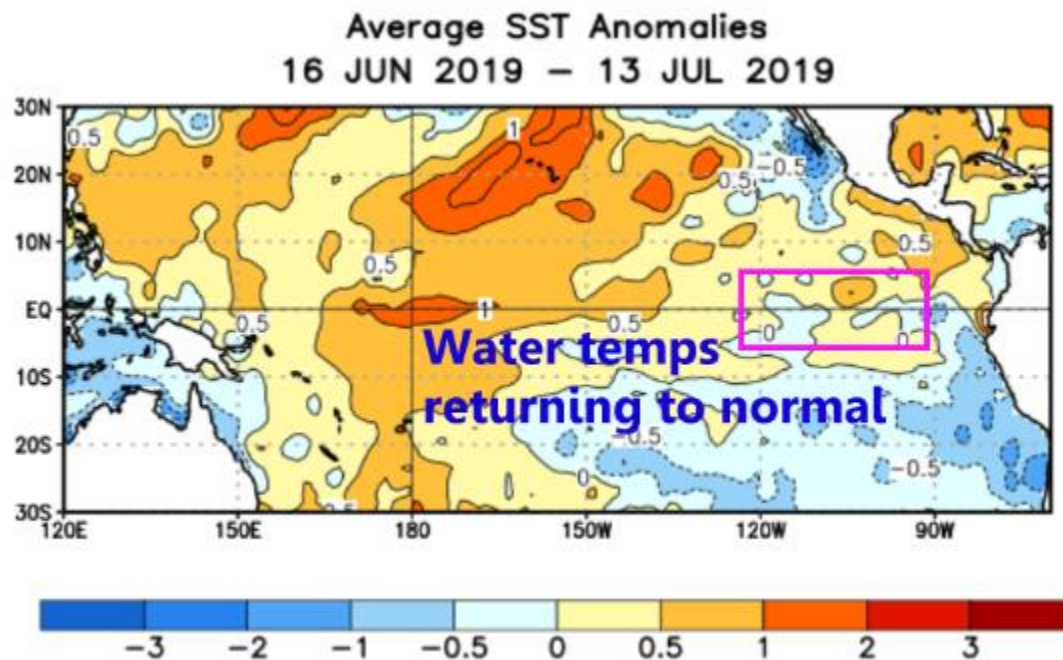 Average SST Anomalies
16 JUN 2019 – 13 JUL 2019
30N
20N
10N
EQ
10S
20S
30S
0.5
1
-0.5
0.5
0.5
0.5
0.5
1
0.5
0
0
-0.5
-0.5
0
0.5
Water temps
returning to normal
120E 150E 180 150W 120W 90W
-3 -2 -1 -0.5 0 0.5 1 2 3